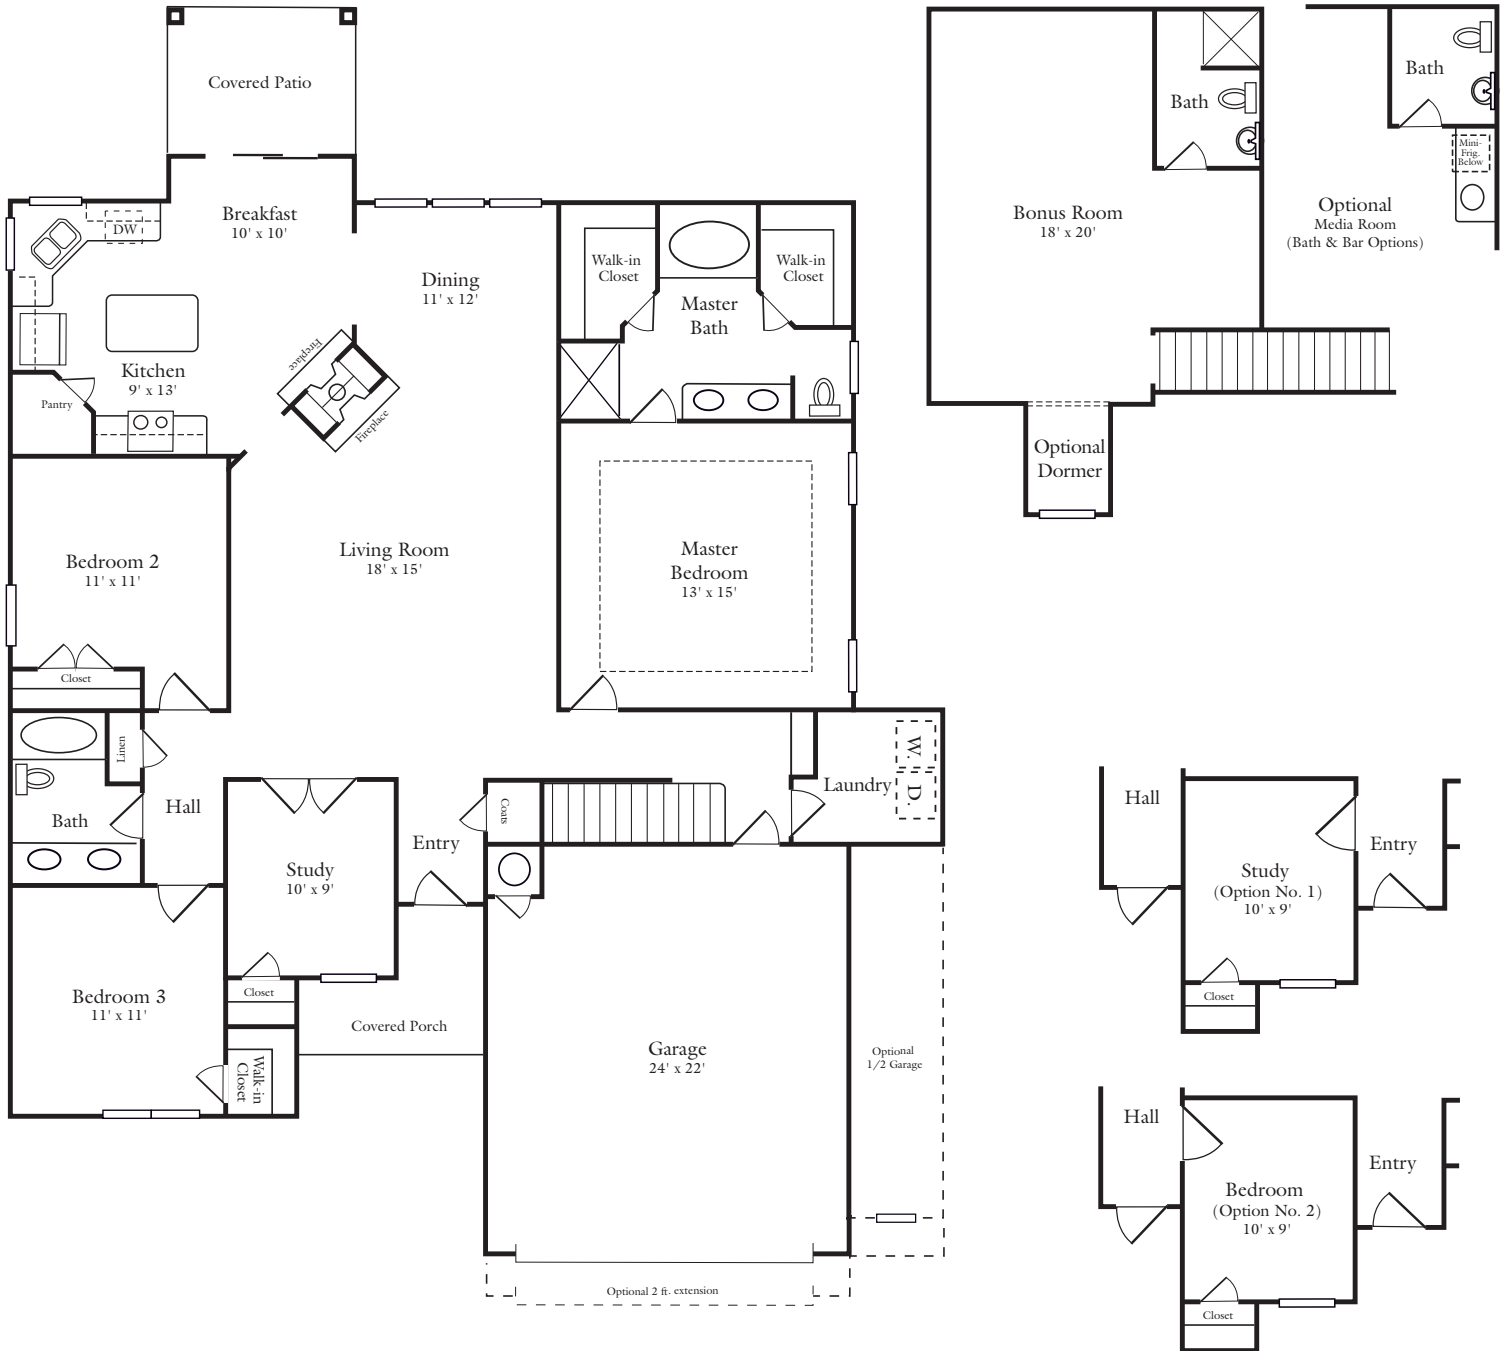 Covered Patio
Breakfast
10' x 10'
DW
Dining
11' x 12'
Walk-in
Closet
Walk-in
Closet
Master
Bath
Kitchen
9' x 13'
Pantry
Fireplace
Fireplace
Bedroom 2
11' x 11'
Closet
Living Room
18' x 15'
Master
Bedroom
13' x 15'
Linen
Bath
Hall
Study
10' x 9'
Entry
Coats
Laundry
W.
D.
Bedroom 3
11' x 11'
Closet
Walk-in
Closet
Covered Porch
Garage
24' x 22'
Optional
1/2 Garage
Optional 2 ft. extension
Bonus Room
18' x 20'
Bath
Optional
Dormer
Bath
Mini-
Frig.
Below
Optional
Media Room
(Bath & Bar Options)
Hall
Study
(Option No. 1)
10' x 9'
Entry
Closet
Hall
Bedroom
(Option No. 2)
10' x 9'
Entry
Closet